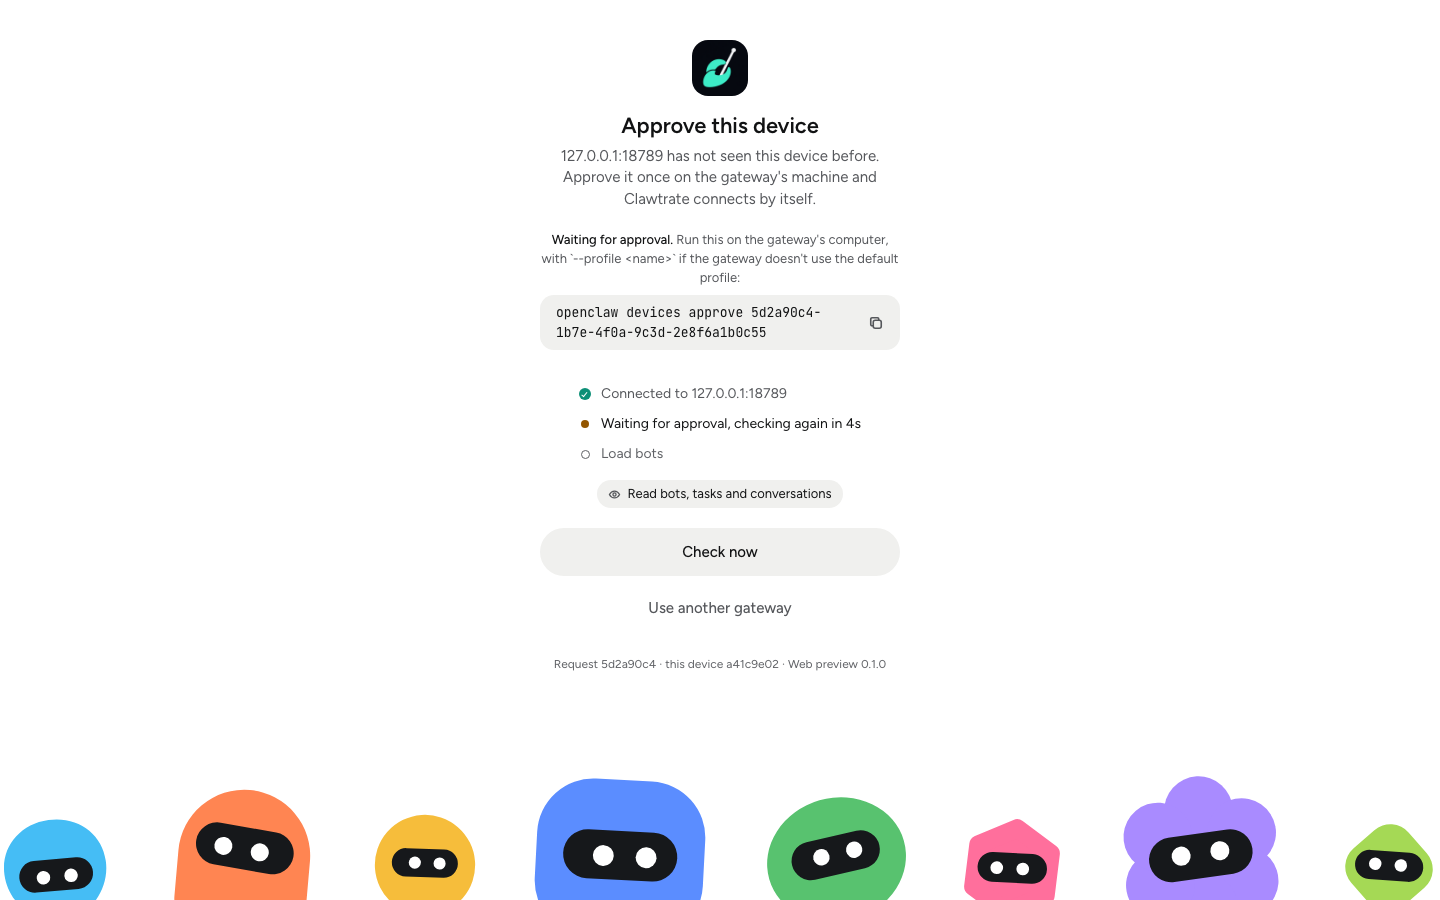 Approve this device
127.0.0.1:18789 has not seen this device before.
Approve it once on the gateway's machine and
Clawtrate connects by itself.
Waiting for approval. Run this on the gateway's computer,
with `--profile <name>` if the gateway doesn't use the default
profile:
openclaw devices approve 5d2a90c4-
1b7e-4f0a-9c3d-2e8f6a1b0c55
Connected to 127.0.0.1:18789
Waiting for approval, checking again in 4s
Load bots
Read bots, tasks and conversations
Check now
Use another gateway
Request 5d2a90c4 · this device a41c9e02 · Web preview 0.1.0